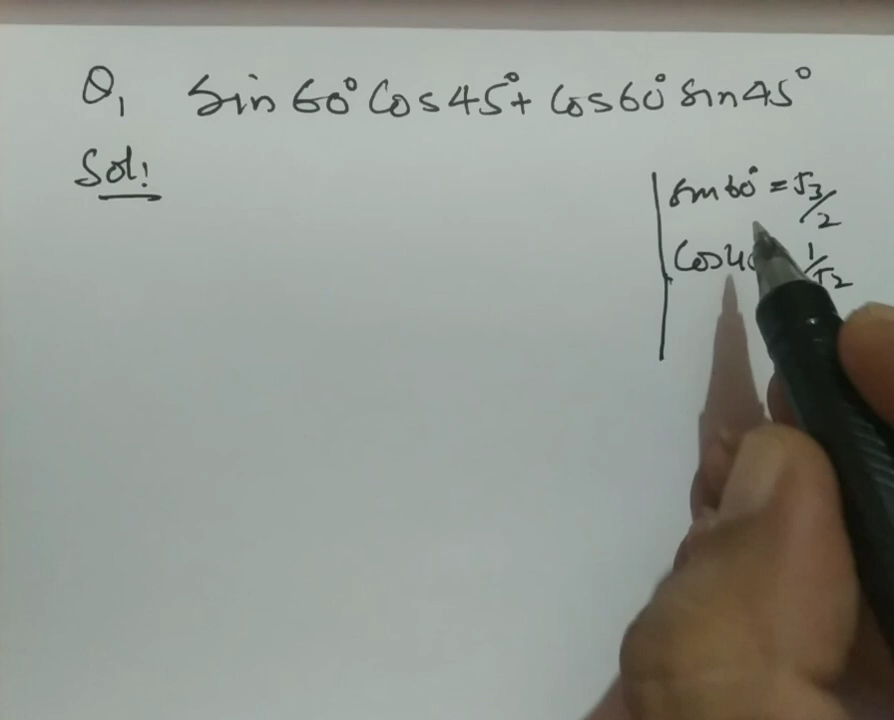 Q1 Sin 60° Cos 45° + Cos 60° Sin 45°
Sol:
Sin 60° = √3/2
1/√2